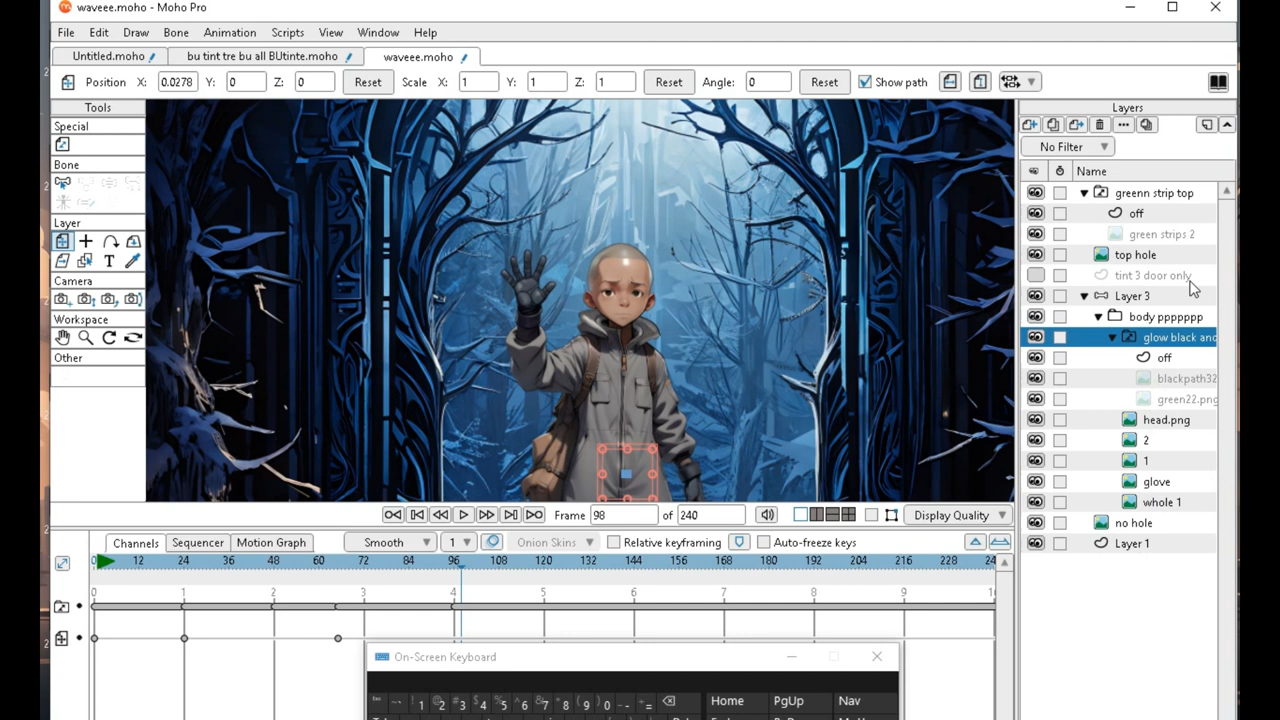 waveee.moho - Moho Pro
File Edit Draw Bone Animation Scripts View Window Help
Untitled.moho bu tint tre bu all BUtinte.moho waveee.moho
Position X: 0.0278 Y: 0 Z: 0 Reset Scale X: 1 Y: 1 Z: 1 Reset Angle: 0 Reset Show path
Tools
Special
Bone
Layer
Camera
Workspace
Other
Layers
No Filter
Name
greenn strip top
off
green strips 2
top hole
tint 3 door only
Layer 3
body ppppppp
glow black and
off
blackpath32
green22.png
head.png
2
1
glove
whole 1
no hole
Layer 1
Frame 98 of 240 Display Quality
Channels Sequencer Motion Graph Smooth 1 Onion Skins Relative keyframing Auto-freeze keys
0 12 24 36 48 60 72 84 96 108 120 132 144 156 168 180 192 204 216 228 24
0 1 2 3 4 5 6 7 8 9 10
On-Screen Keyboard
1 2 3 4 5 6 7 8 9 0 - = Home PgUp Nav